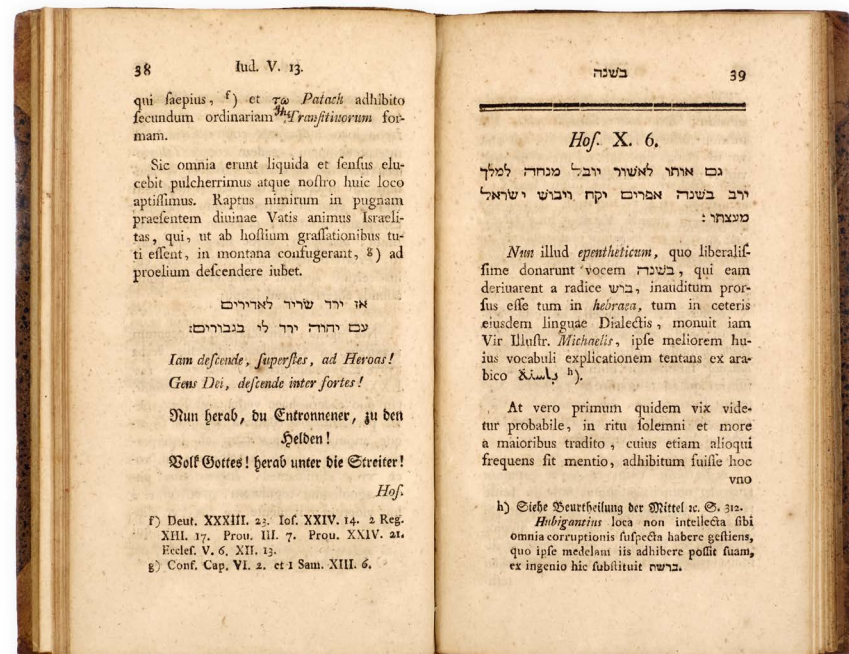 38 Iud. V. 13.
qui ſaepius, f) et τω Patach adhibito
ſecundum ordinariam Tranſitiuorum for-
mam.
Sic omnia erunt liquida et ſenſus elu-
cebit pulcherrimus atque noſtro huic loco
aptiſſimus. Raptus nimirum in pugnam
praeſentem diuinae Vatis animus Israeli-
tas, qui, ut ab hoſtium graſſationibus tu-
ti eſſent, in montana confugerant, g) ad
proelium deſcendere iubet.
אז ירד שריד לאדירים
עם יהוה ירד לי בגבורים:
Iam deſcende, ſuperſtes, ad Heroas!
Gens Dei, deſcende inter fortes!
Nun herab, du Entronnener, zu den
Helden!
Volk Gottes! herab unter die Streiter!
Hoſ.
f) Deut. XXXIII. 23. Ioſ. XXIV. 14. 2 Reg.
XIII. 17. Prou. III. 7. Prou. XXIV. 21.
Eccleſ. V. 6. XII. 13.
g) Conf. Cap. VI. 2. et 1 Sam. XIII. 6.
בשנה 39
Hoſ. X. 6.
גם אותו לאשור יובל מנחה למלך
ירב בשנה אפרים יקח ויבוש ישראל
מעצתו:
Nun illud epentheticum, quo liberaliſ-
ſime donarunt vocem בשנה, qui eam
deriuarent a radice בוש, inauditum pror-
ſus eſſe tum in hebraea, tum in ceteris
eiusdem linguae Dialectis, monuit iam
Vir Illuſtr. Michaelis, ipſe meliorem hu-
ius vocabuli explicationem tentans ex ara-
bico h).
At vero primum quidem vix vide-
tur probabile, in ritu ſolemni et more
a maioribus tradito, cuius etiam alioqui
frequens ſit mentio, adhibitum fuiſſe hoc
vno
h) Siehe Beurtheilung der Mittel ꝛc. S. 312.
Hubigantius loca non intellecta ſibi
omnia corruptionis ſuſpecta habere geſtiens,
quo ipſe medelam iis adhibere poſſit ſuam,
ex ingenio hic ſubſtituit ברשת.